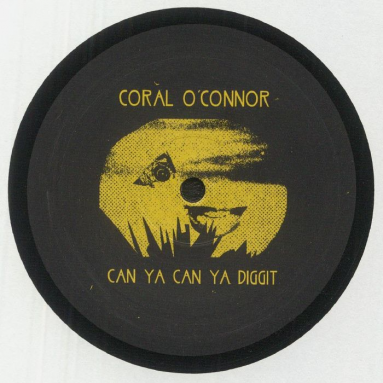 CORAL O'CONNOR
CAN YA CAN YA DIGGIT